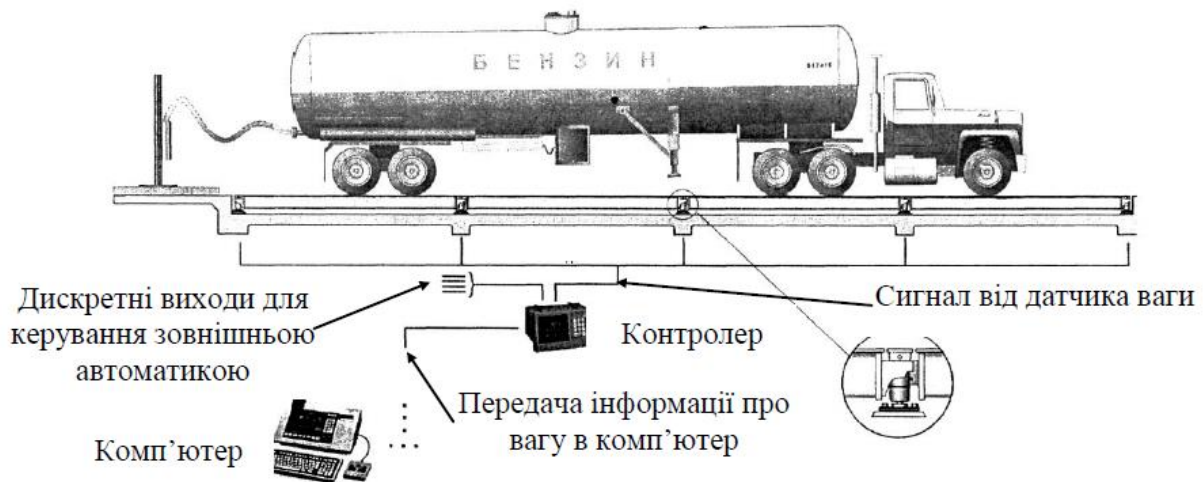 БЕНЗИН
Дискретні виходи для
керування зовнішньою
автоматикою
Сигнал від датчика ваги
Контролер
Передача інформації про
вагу в комп’ютер
Комп’ютер